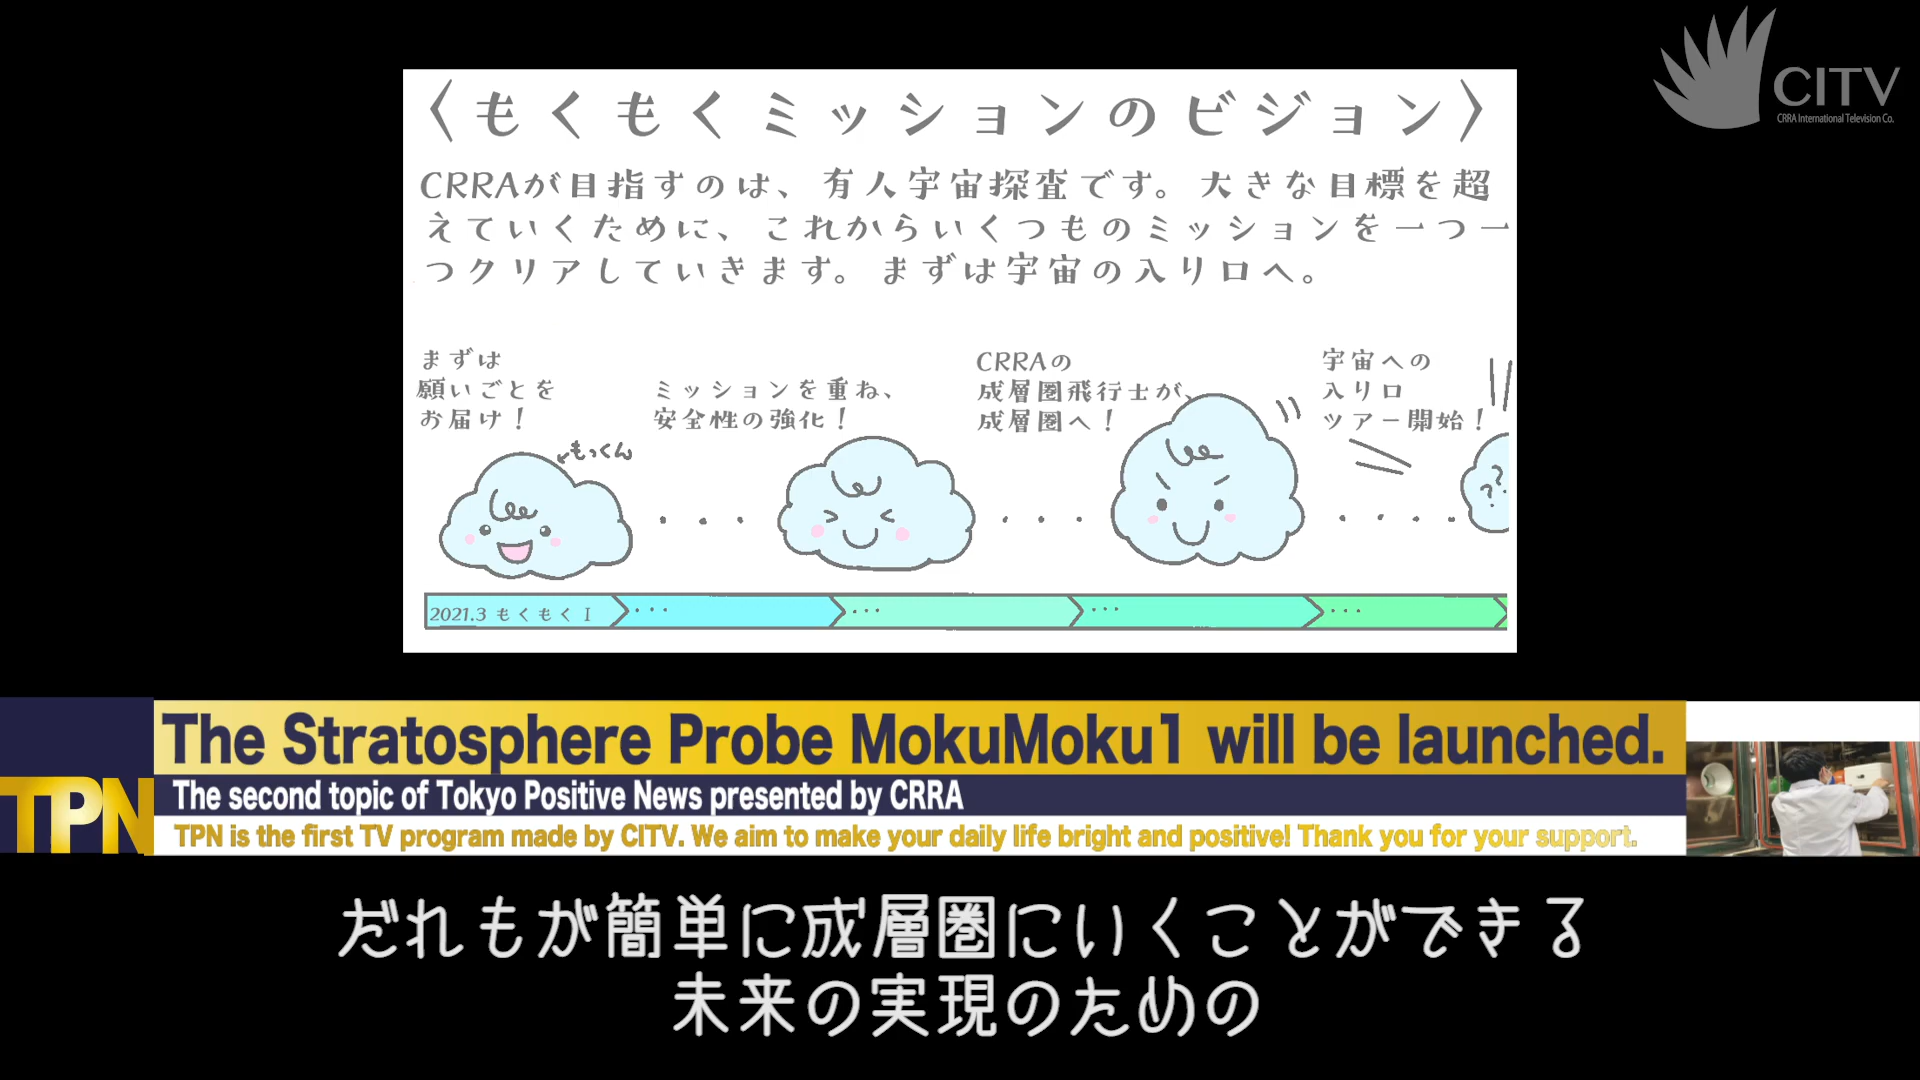 CITV
CRRA International Television Co.
〈もくもくミッションのビジョン〉
CRRAが目指すのは、有人宇宙探査です。大きな目標を超
えていくために、これからいくつものミッションを一つ一
つクリアしていきます。まずは宇宙の入り口へ。
まずは
願いごとを
お届け！
ミッションを重ね、
安全性の強化！
CRRAの
成層圏飛行士が、
成層圏へ！
宇宙への
入り口
ツアー開始！
←もっくん
??
2021.3 もくもくⅠ
The Stratosphere Probe MokuMoku1 will be launched.
The second topic of Tokyo Positive News presented by CRRA
TPN
TPN is the first TV program made by CITV. We aim to make your daily life bright and positive! Thank you for your support.
だれもが簡単に成層圏にいくことができる
未来の実現のための